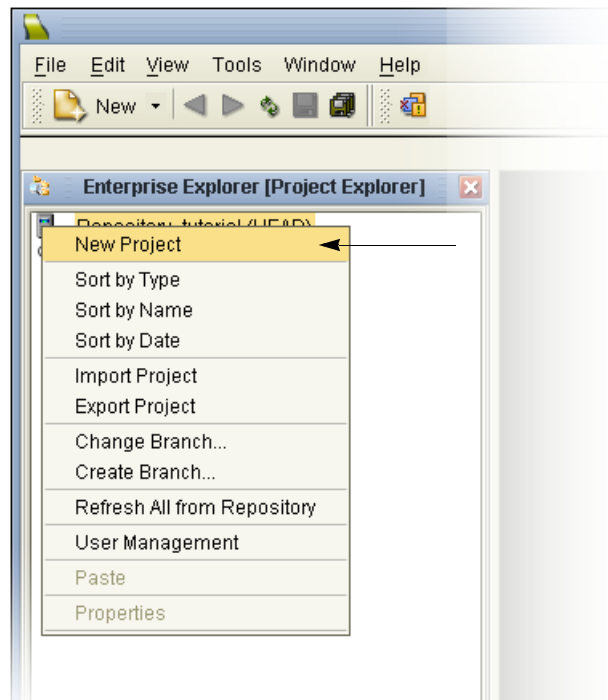 File Edit View Tools Window Help
New
Enterprise Explorer [Project Explorer]
Repository_tutorial (HEAD)
New Project
Sort by Type
Sort by Name
Sort by Date
Import Project
Export Project
Change Branch...
Create Branch...
Refresh All from Repository
User Management
Paste
Properties